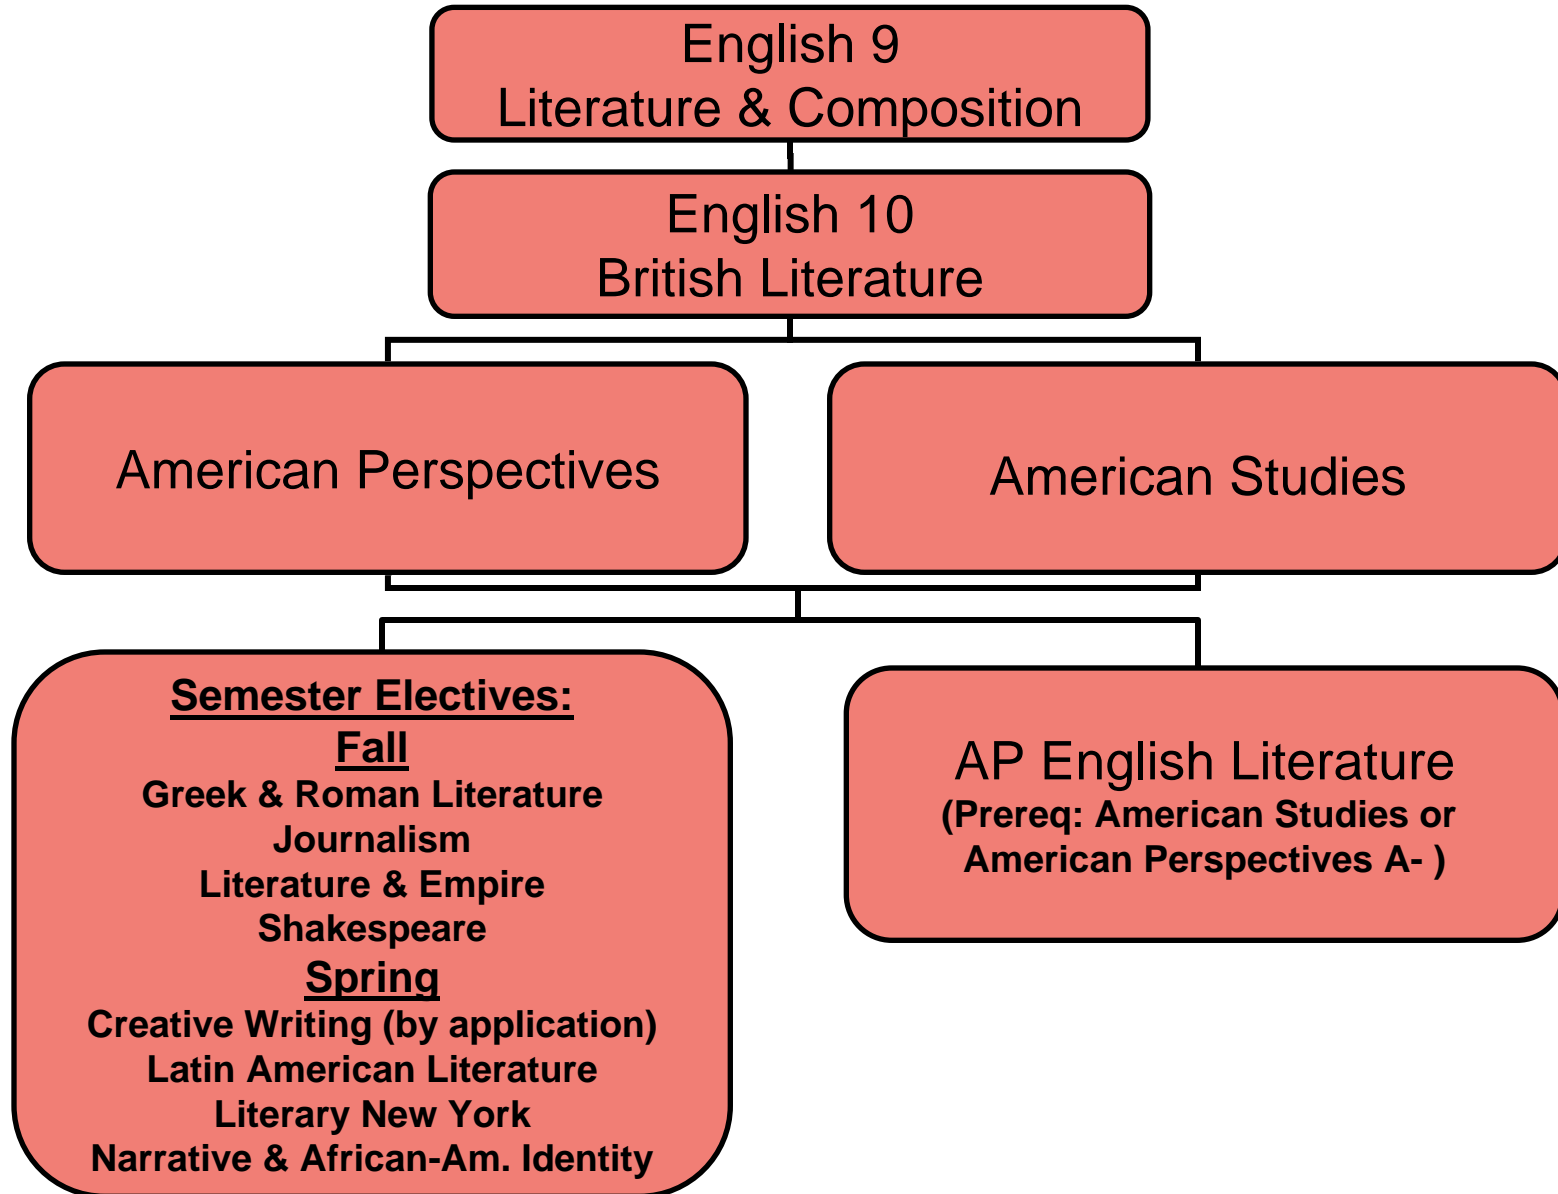 English 9
Literature & Composition
English 10
British Literature
American Perspectives
American Studies
Semester Electives:
Fall
Greek & Roman Literature
Journalism
Literature & Empire
Shakespeare
Spring
Creative Writing (by application)
Latin American Literature
Literary New York
Narrative & African-Am. Identity
AP English Literature
(Prereq: American Studies or
American Perspectives A- )